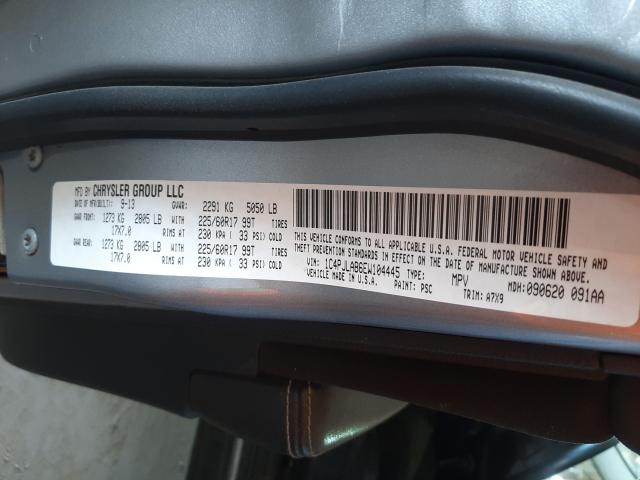 MFD BY CHRYSLER GROUP LLC
DATE OF MFR(BUILT): 9-13 GVWR: 2291 KG 5050 LB
GAWR FRONT: 1273 KG 2805 LB WITH 225/60R17 99T TIRES
17X7.0 RIMS AT 230 KPA ( 33 PSI) COLD
GAWR REAR: 1273 KG 2805 LB WITH 225/60R17 99T TIRES
17X7.0 RIMS AT 230 KPA ( 33 PSI) COLD
THIS VEHICLE CONFORMS TO ALL APPLICABLE U.S.A. FEDERAL MOTOR VEHICLE SAFETY AND
THEFT PREVENTION STANDARDS IN EFFECT ON THE DATE OF MANUFACTURE SHOWN ABOVE.
VIN: 1C4PJLAB6EW104445 TYPE: MPV MDH:090620 091AA
MADE IN U.S.A. PAINT: PSC TRIM: A7X9